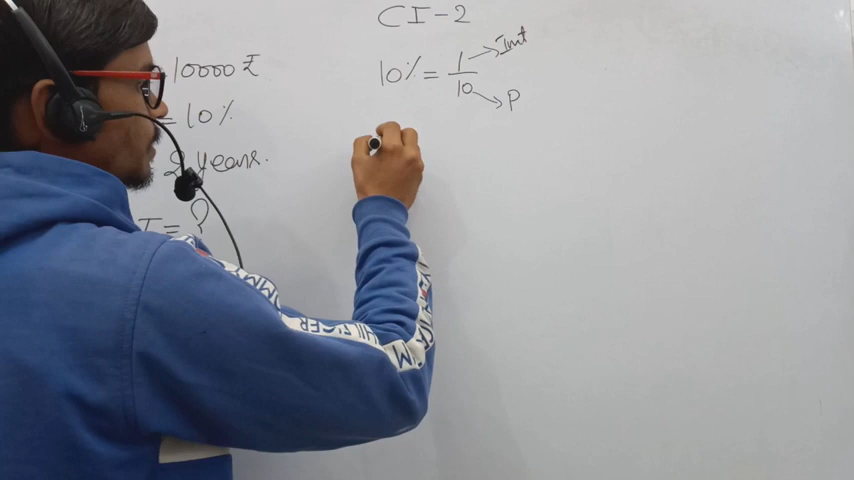 CI-2
10000 ₹
= 10%
2 years.
I = ?
10% = 1/10
Int
P